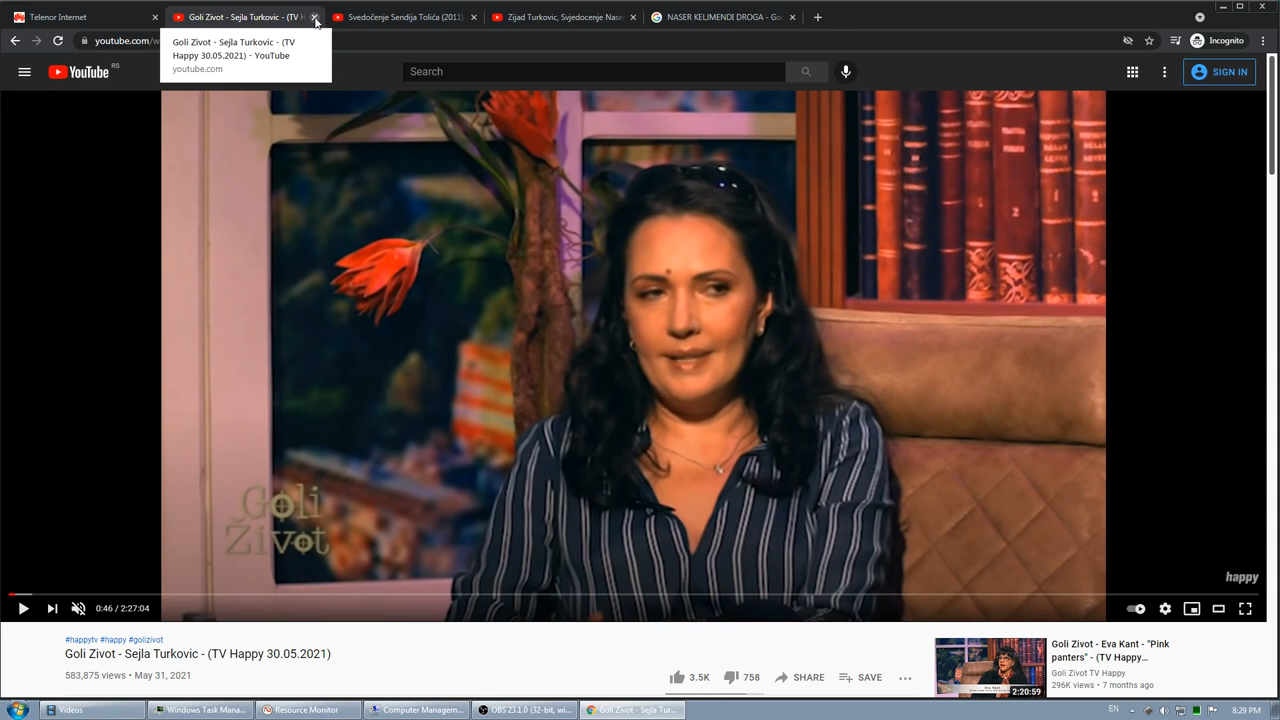 Telenor Internet
Goli Zivot - Sejla Turkovic - (TV H
Svedočenje Sendija Tolića (202
Zijad Turkovic, svjedocenje Nase
NASER KELJMENDI DROGA - Go
youtube.com/w
Incognito
Goli Zivot - Sejla Turkovic - (TV
Happy 30.05.2021) - YouTube
youtube.com
YouTube RS
Search
SIGN IN
1
2
Goli
Život
happy
0:46 / 2:27:04
#happytv #happy #golizivot
Goli Zivot - Sejla Turkovic - (TV Happy 30.05.2021)
583,875 views • May 31, 2021
3.5K
758
SHARE
SAVE
Goli Zivot - Eva Kant - "Pink
panters" - (TV Happy...
Goli Zivot TV Happy
296K views • 7 months ago
2:20:59
Videos
Windows Task Mana...
Resource Monitor
Computer Managem...
OBS 23.1.0 (32-bit, wi...
Goli Zivot - Sejla Tur...
EN
8:29 PM